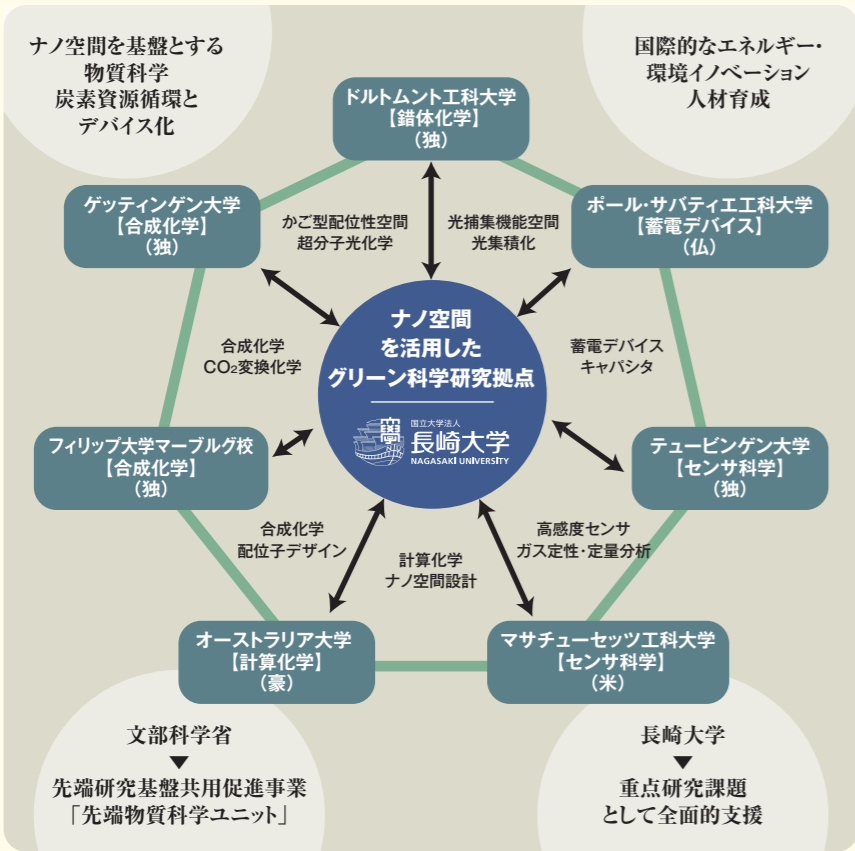 ナノ空間を基盤とする
物質科学
炭素資源循環と
デバイス化
国際的なエネルギー・
環境イノベーション
人材育成
ドルトムント工科大学
【錯体化学】
(独)
ゲッティンゲン大学
【合成化学】
(独)
かご型配位性空間
超分子光化学
光捕集機能空間
光集積化
ポール・サバティエ工科大学
【蓄電デバイス】
(仏)
合成化学
CO₂変換化学
ナノ空間
を活用した
グリーン科学研究拠点
国立大学法人
長崎大学
NAGASAKI UNIVERSITY
蓄電デバイス
キャパシタ
フィリップ大学マーブルグ校
【合成化学】
(独)
テュービンゲン大学
【センサ科学】
(独)
合成化学
配位子デザイン
計算化学
ナノ空間設計
高感度センサ
ガス定性・定量分析
オーストラリア大学
【計算化学】
(豪)
マサチューセッツ工科大学
【センサ科学】
(米)
文部科学省
▼
先端研究基盤共用促進事業
「先端物質科学ユニット」
長崎大学
▼
重点研究課題
として全面的支援